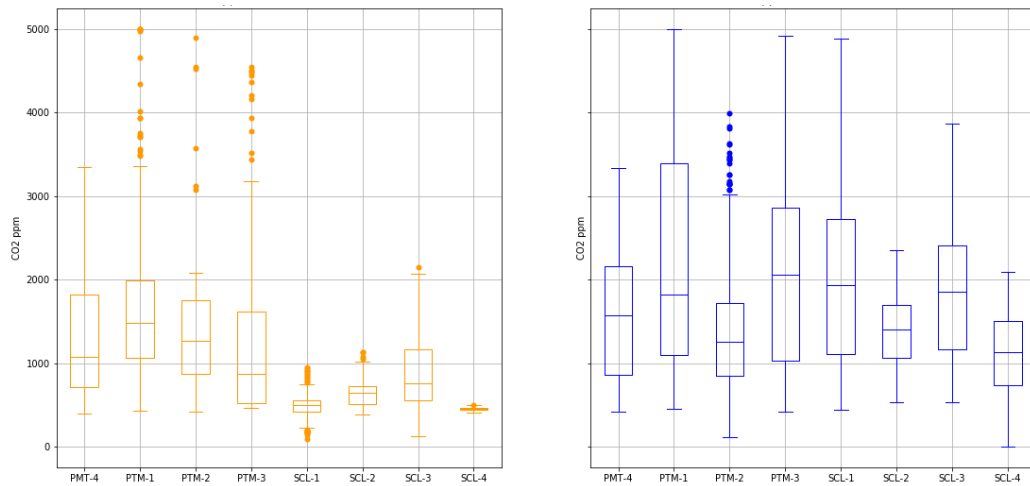 5000
4000
3000
2000
1000
0
CO2 ppm
PMT-4 PTM-1 PTM-2 PTM-3 SCL-1 SCL-2 SCL-3 SCL-4
CO2 ppm
PMT-4 PTM-1 PTM-2 PTM-3 SCL-1 SCL-2 SCL-3 SCL-4